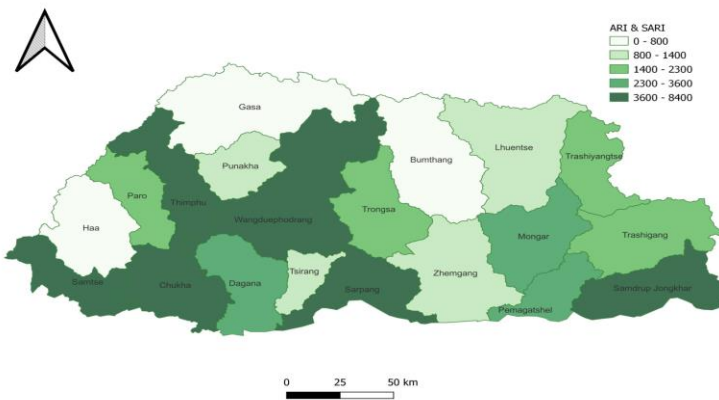 ARI & SARI
0 - 800
800 - 1400
1400 - 2300
2300 - 3600
3600 - 8400
Gasa
Punakha
Bumthang
Lhuentse
Trashiyangtse
Paro
Thimphu
Haa
Wangduephodrang
Trongsa
Mongar
Trashigang
Samtse
Chukha
Dagana
Tsirang
Sarpang
Zhemgang
Pemagatshel
Samdrup Jongkhar
0 25 50 km